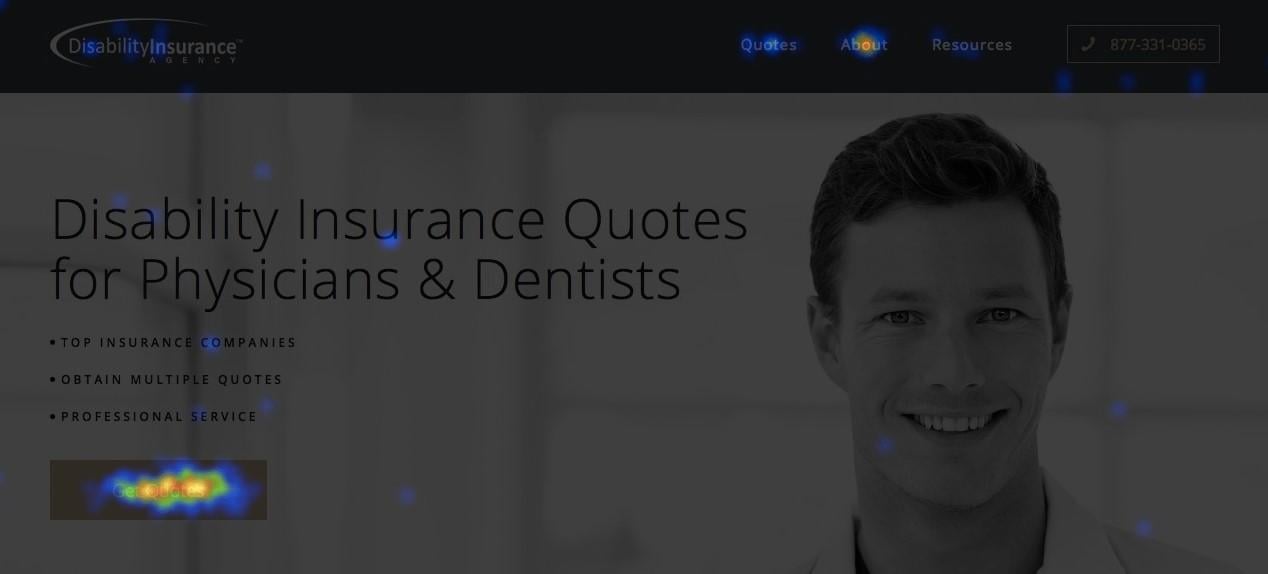 DisabilityInsurance™
AGENCY
Quotes
About
Resources
877-331-0365
Disability Insurance Quotes
for Physicians & Dentists
• TOP INSURANCE COMPANIES
• OBTAIN MULTIPLE QUOTES
• PROFESSIONAL SERVICE
Get Quotes